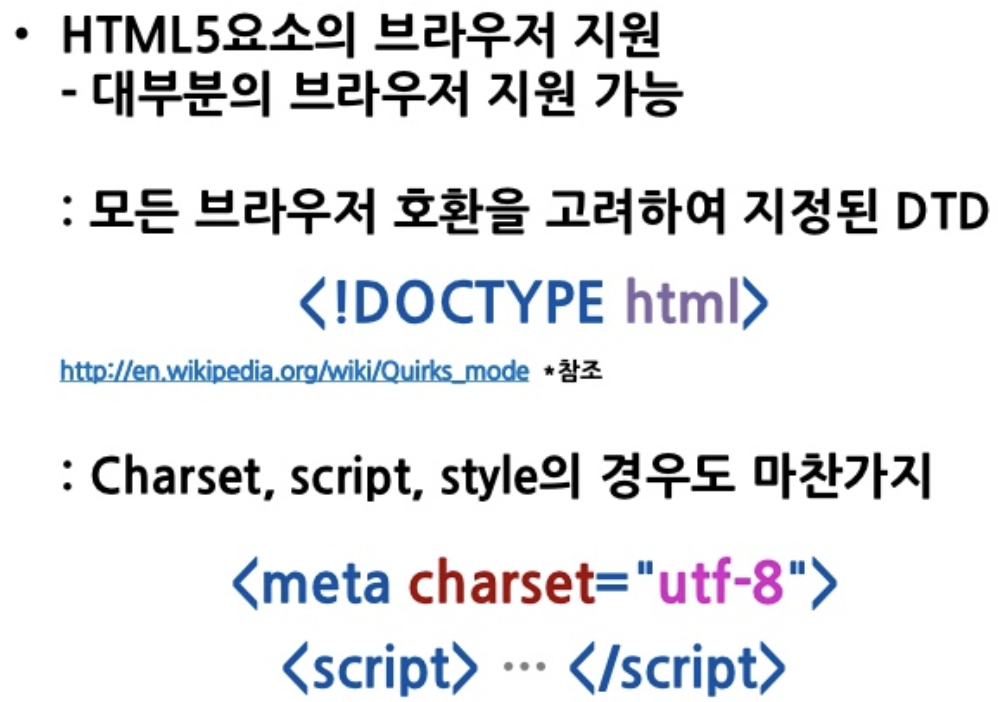 • HTML5요소의 브라우저 지원
- 대부분의 브라우저 지원 가능
: 모든 브라우저 호환을 고려하여 지정된 DTD
<!DOCTYPE html>
http://en.wikipedia.org/wiki/Quirks_mode *참조
: Charset, script, style의 경우도 마찬가지
<meta charset="utf-8">
<script> … </script>